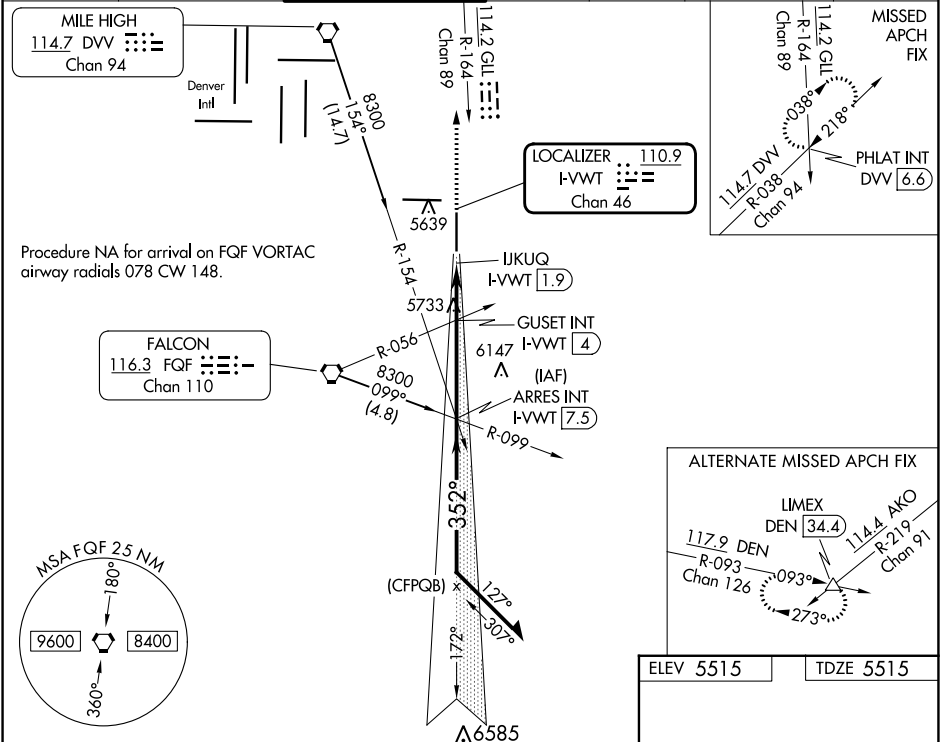 MILE HIGH
114.7 DVV
Chan 94
Denver
Intl
8300
154°
(14.7)
114.2 GLL
R-164
Chan 89
LOCALIZER 110.9
I-VWT
Chan 46
MISSED
APCH
FIX
114.2 GLL
R-164
Chan 89
038°
218°
114.7 DVV
R-038
Chan 94
PHLAT INT
DVV 6.6
5639
Procedure NA for arrival on FQF VORTAC
airway radials 078 CW 148.
R-154
IJKUQ
I-VWT 1.9
5733
GUSET INT
I-VWT 4
R-056
6147
FALCON
116.3 FQF
Chan 110
8300
099°
(4.8)
(IAF)
ARRES INT
I-VWT 7.5
R-099
352°
(CFPQB)
x
127°
307°
172°
6585
MSA FQF 25 NM
180°
9600
8400
360°
ALTERNATE MISSED APCH FIX
LIMEX
DEN 34.4
117.9 DEN
R-093
Chan 126
093°
273°
114.4 AKO
R-219
Chan 91
ELEV 5515
TDZE 5515